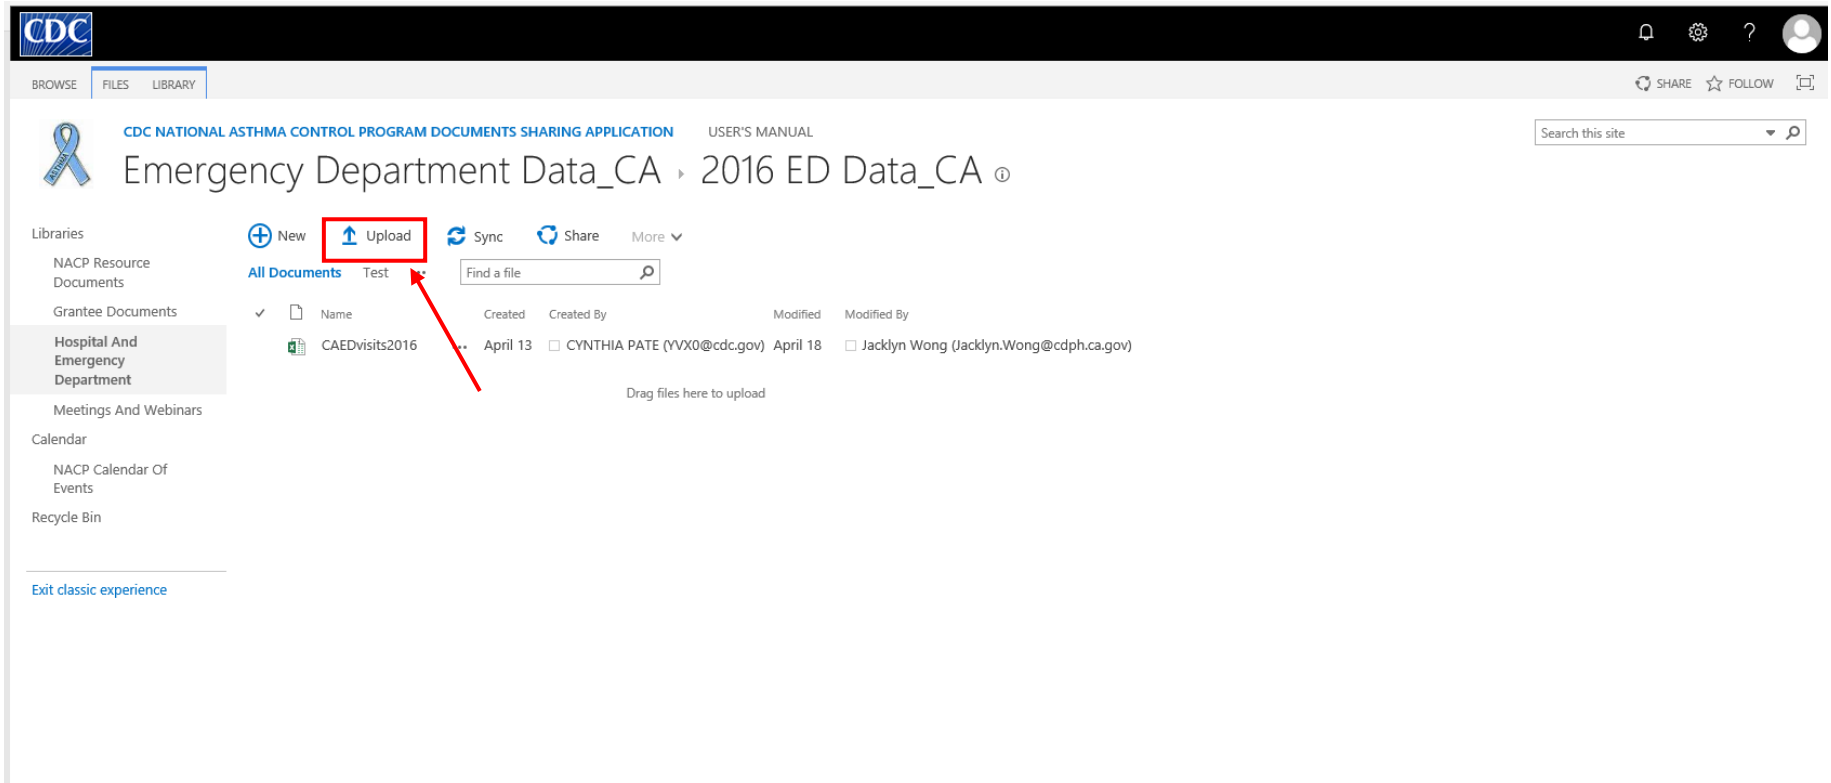 CDC
BROWSE FILES LIBRARY
SHARE FOLLOW
CDC NATIONAL ASTHMA CONTROL PROGRAM DOCUMENTS SHARING APPLICATION USER'S MANUAL
Search this site
ASTHMA
Emergency Department Data_CA 2016 ED Data_CA
Libraries
NACP Resource
Documents
Grantee Documents
Hospital And
Emergency
Department
Meetings And Webinars
Calendar
NACP Calendar Of
Events
Recycle Bin
Exit classic experience
New Upload Sync Share More
All Documents Test ... Find a file
Name Created Created By Modified Modified By
CAEDvisits2016 ... April 13 CYNTHIA PATE (YVX0@cdc.gov) April 18 Jacklyn Wong (Jacklyn.Wong@cdph.ca.gov)
Drag files here to upload